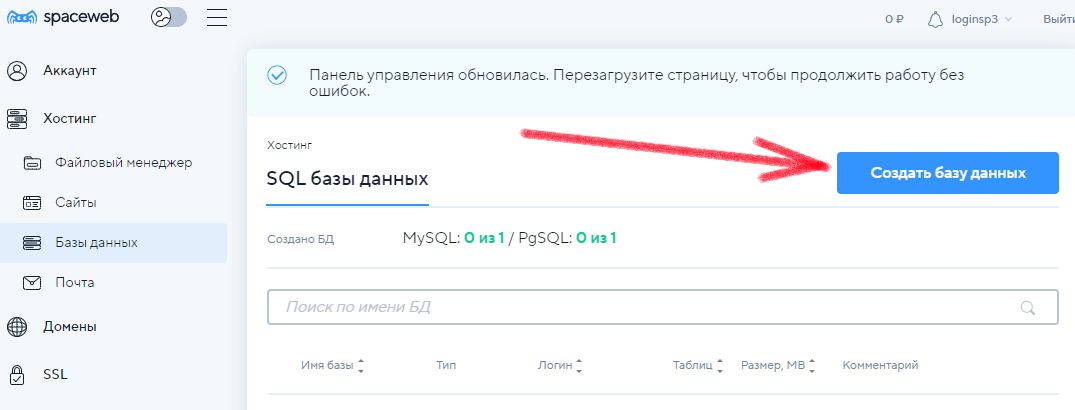 spaceweb
0 ₽
loginsp3
Выйти
Аккаунт
Хостинг
Файловый менеджер
Сайты
Базы данных
Почта
Домены
SSL
Панель управления обновилась. Перезагрузите страницу, чтобы продолжить работу без
ошибок.
Хостинг
SQL базы данных
Создать базу данных
Создано БД
MySQL: 0 из 1 / PgSQL: 0 из 1
Поиск по имени БД
Имя базы Тип Логин Таблиц Размер, МВ Комментарий